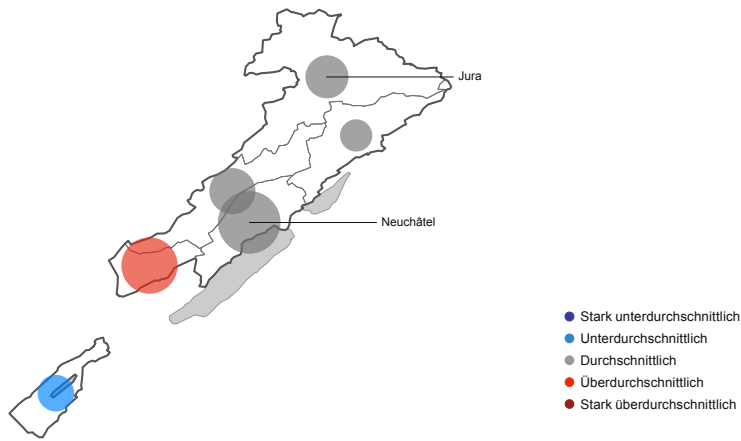 Jura
Neuchâtel
Stark unterdurchschnittlich
Unterdurchschnittlich
Durchschnittlich
Überdurchschnittlich
Stark überdurchschnittlich